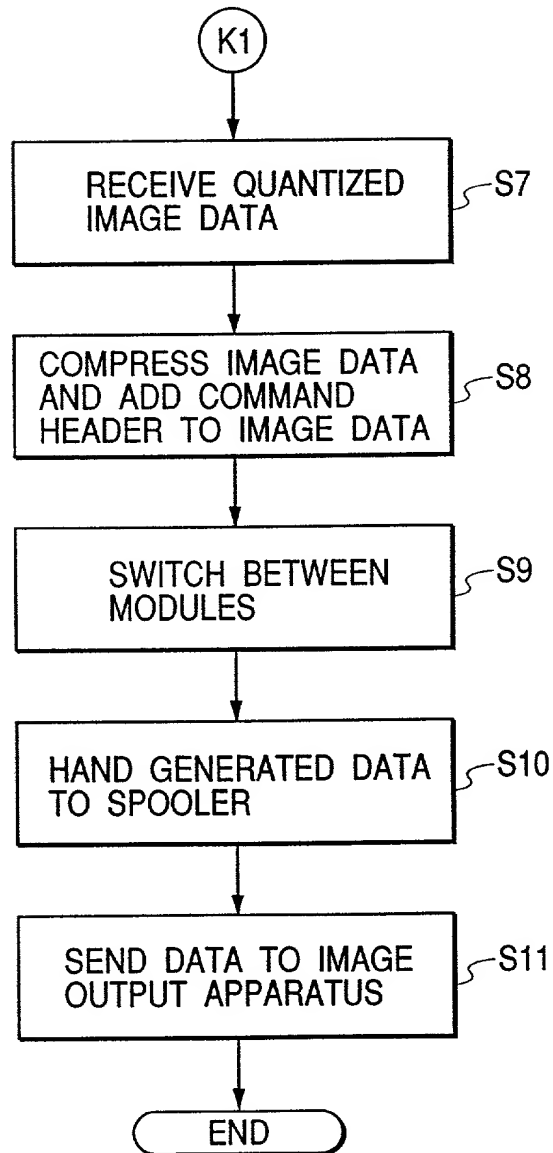 K1
RECEIVE QUANTIZED
IMAGE DATA
S7
COMPRESS IMAGE DATA
AND ADD COMMAND
HEADER TO IMAGE DATA
S8
SWITCH BETWEEN
MODULES
S9
HAND GENERATED DATA
TO SPOOLER
S10
SEND DATA TO IMAGE
OUTPUT APPARATUS
S11
END